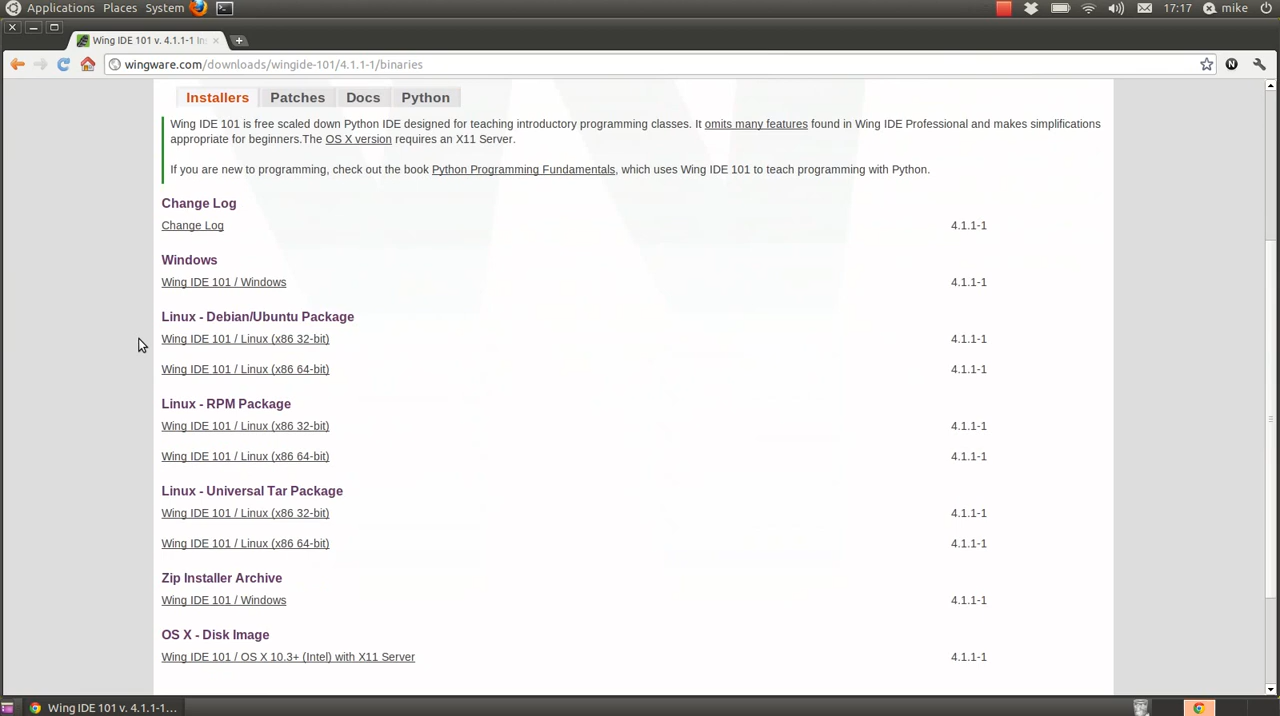 Applications Places System 17:17 mike
Wing IDE 101 v. 4.1.1-1 In
wingware.com/downloads/wingide-101/4.1.1-1/binaries
Installers Patches Docs Python
Wing IDE 101 is free scaled down Python IDE designed for teaching introductory programming classes. It omits many features found in Wing IDE Professional and makes simplifications
appropriate for beginners.The OS X version requires an X11 Server.
If you are new to programming, check out the book Python Programming Fundamentals, which uses Wing IDE 101 to teach programming with Python.
Change Log
Change Log 4.1.1-1
Windows
Wing IDE 101 / Windows 4.1.1-1
Linux - Debian/Ubuntu Package
Wing IDE 101 / Linux (x86 32-bit) 4.1.1-1
Wing IDE 101 / Linux (x86 64-bit) 4.1.1-1
Linux - RPM Package
Wing IDE 101 / Linux (x86 32-bit) 4.1.1-1
Wing IDE 101 / Linux (x86 64-bit) 4.1.1-1
Linux - Universal Tar Package
Wing IDE 101 / Linux (x86 32-bit) 4.1.1-1
Wing IDE 101 / Linux (x86 64-bit) 4.1.1-1
Zip Installer Archive
Wing IDE 101 / Windows 4.1.1-1
OS X - Disk Image
Wing IDE 101 / OS X 10.3+ (Intel) with X11 Server 4.1.1-1
Wing IDE 101 v. 4.1.1-1...